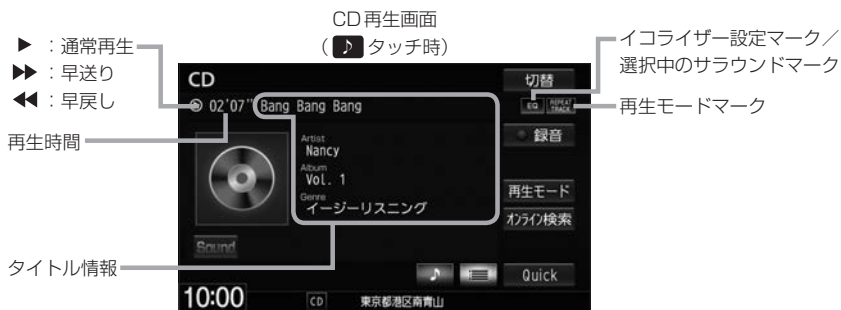 CD再生画面
(♪タッチ時)
▶：通常再生
▶▶：早送り
◀◀：早戻し
再生時間
タイトル情報
イコライザー設定マーク／
選択中のサラウンドマーク
再生モードマーク
CD
切替
02'07" Bang Bang Bang
EQ REPEAT TRACK
録音
Artist
Nancy
Album
Vol. 1
Genre
イージーリスニング
再生モード
オンライン検索
Sound
♪
Quick
10:00 CD 東京都港区南青山